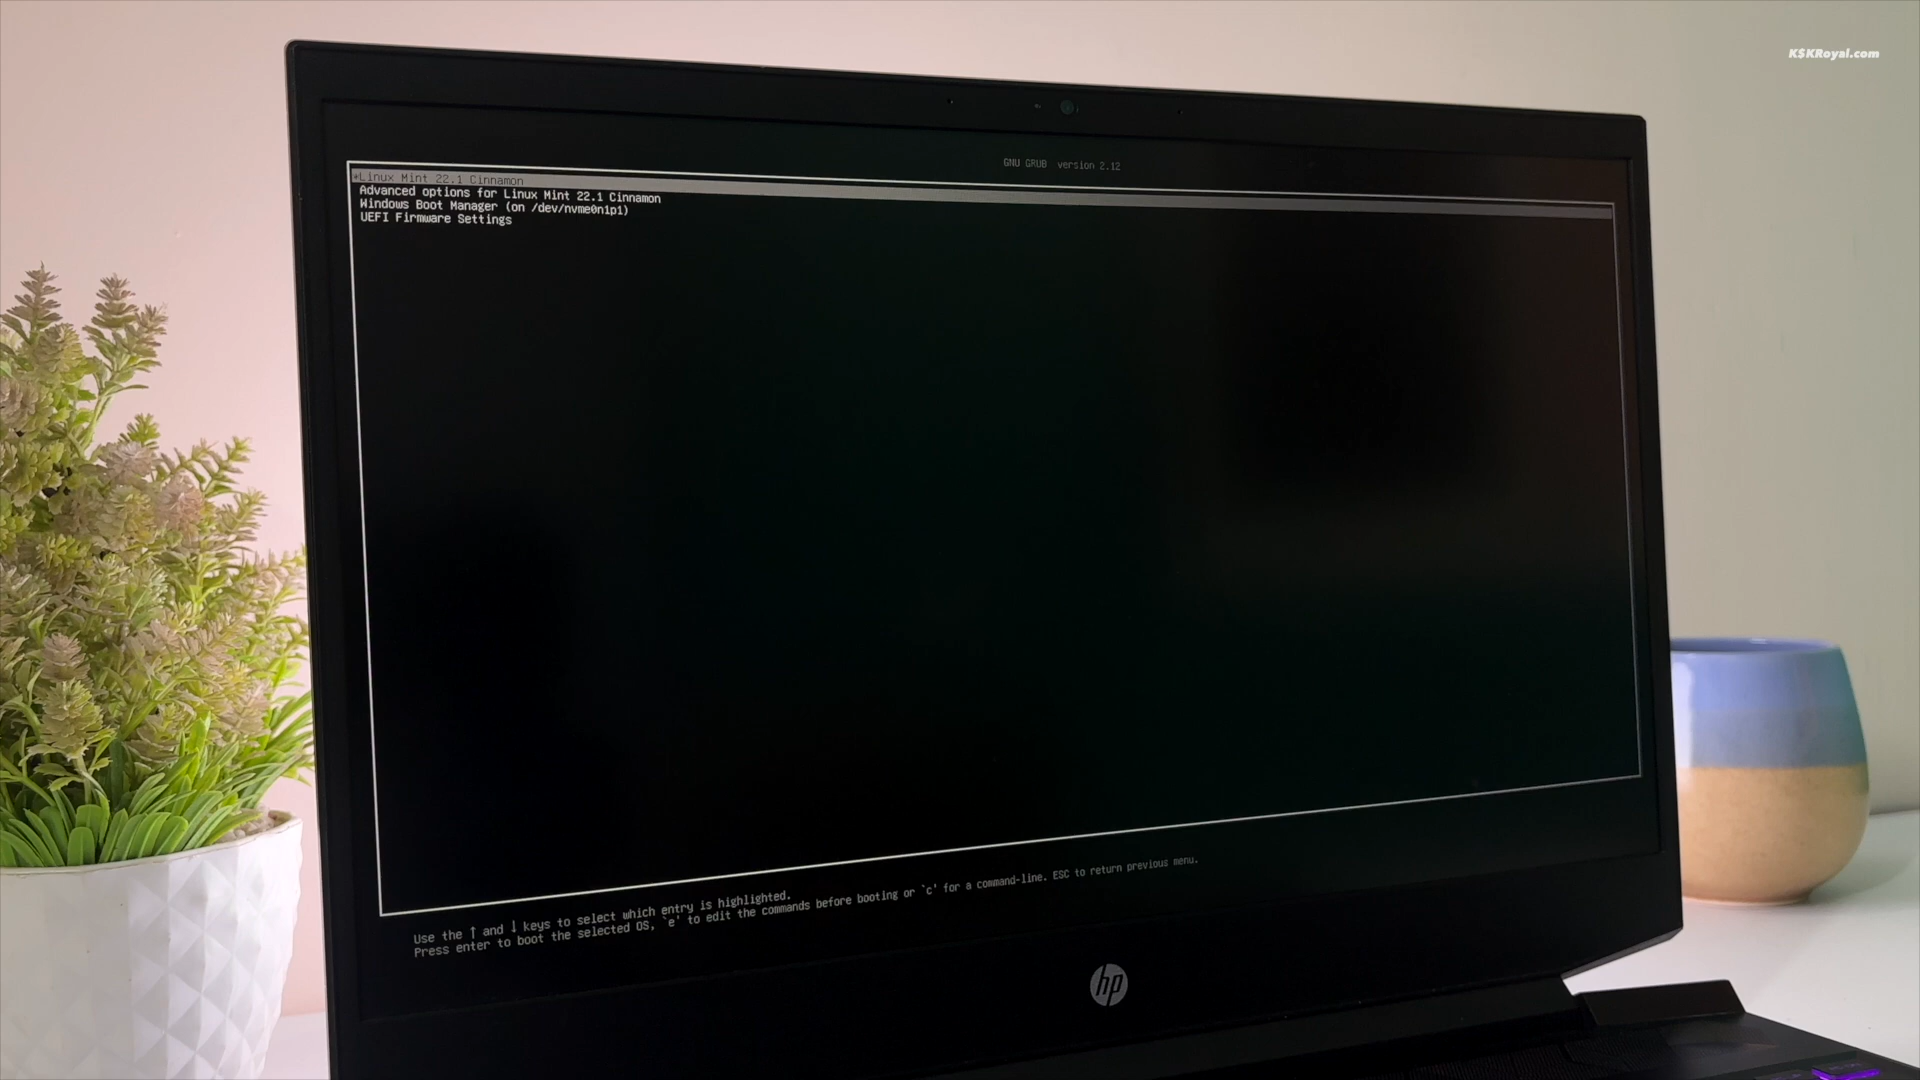 K$KRoyal.com
GNU GRUB version 2.12
*Linux Mint 22.1 Cinnamon
Advanced options for Linux Mint 22.1 Cinnamon
Windows Boot Manager (on /dev/nvme0n1p1)
UEFI Firmware Settings
Use the ↑ and ↓ keys to select which entry is highlighted.
Press enter to boot the selected OS, `e' to edit the commands before booting or `c' for a command-line. ESC to return previous menu.
hp